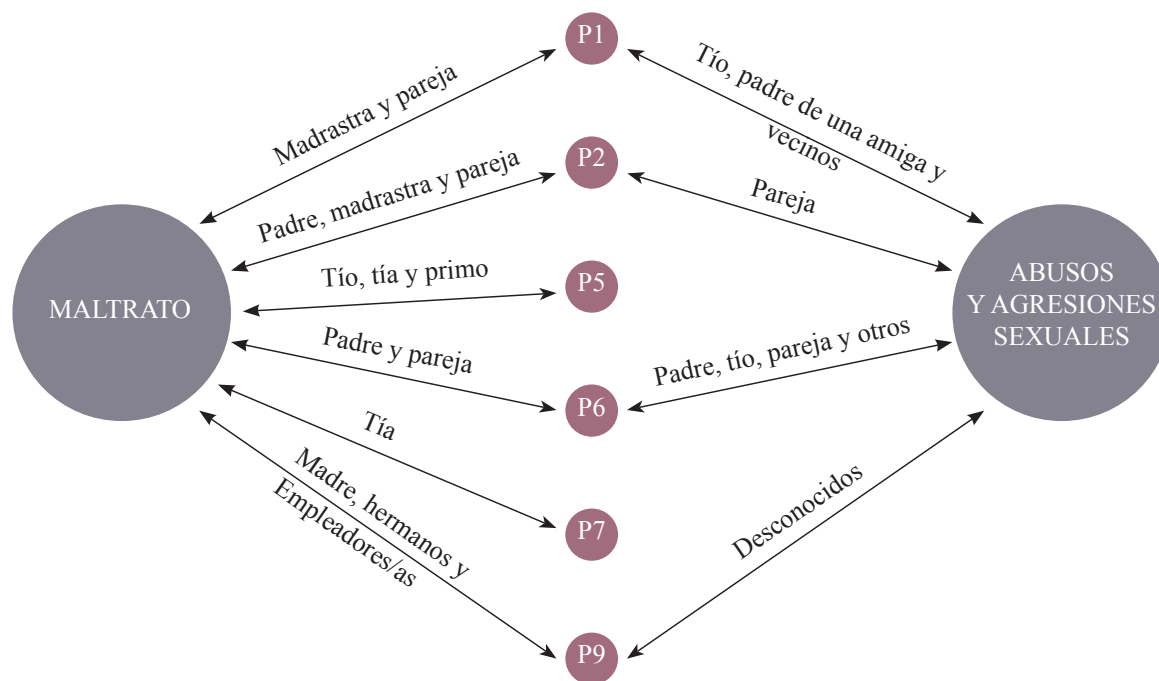 P1
Madrastra y pareja
Tío, padre de una amiga y
vecinos
P2
Padre, madrastra y pareja
Pareja
MALTRATO
Tío, tía y primo
P5
ABUSOS
Y AGRESIONES
SEXUALES
Padre y pareja
P6
Padre, tío, pareja y otros
Tía
P7
Madre, hermanos y
Empleadores/as
Desconocidos
P9